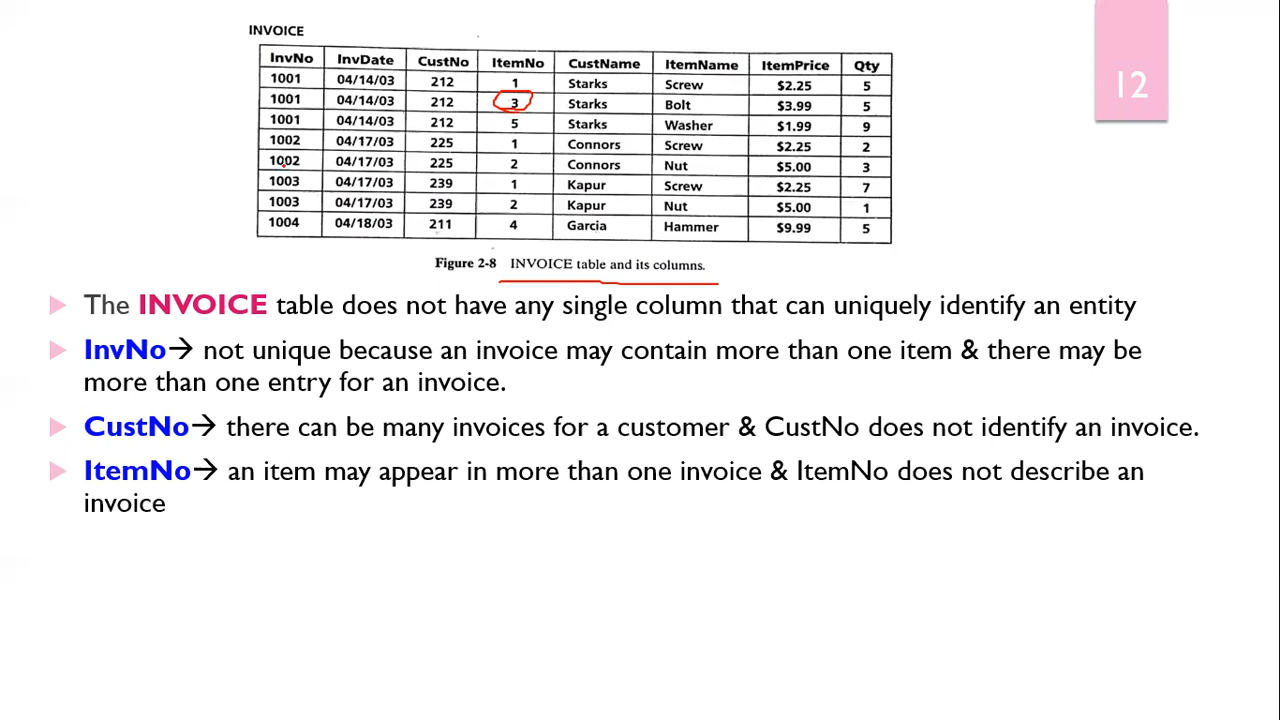 INVOICE
12
InvNo InvDate CustNo ItemNo CustName ItemName ItemPrice Qty
1001 04/14/03 212 1 Starks Screw $2.25 5
1001 04/14/03 212 3 Starks Bolt $3.99 5
1001 04/14/03 212 5 Starks Washer $1.99 9
1002 04/17/03 225 1 Connors Screw $2.25 2
1002 04/17/03 225 2 Connors Nut $5.00 3
1003 04/17/03 239 1 Kapur Screw $2.25 7
1003 04/17/03 239 2 Kapur Nut $5.00 1
1004 04/18/03 211 4 Garcia Hammer $9.99 5
Figure 2-8 INVOICE table and its columns.
The INVOICE table does not have any single column that can uniquely identify an entity
InvNo→ not unique because an invoice may contain more than one item & there may be
more than one entry for an invoice.
CustNo→ there can be many invoices for a customer & CustNo does not identify an invoice.
ItemNo→ an item may appear in more than one invoice & ItemNo does not describe an
invoice